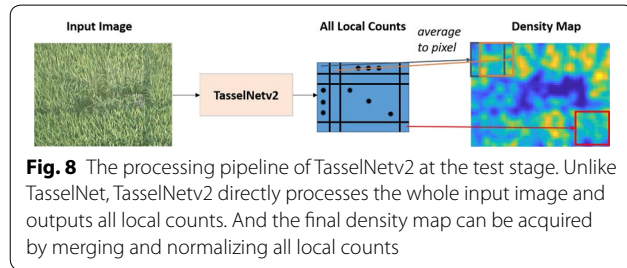 Input Image
All Local Counts
average
to pixel
Density Map
TasselNetv2
Fig. 8 The processing pipeline of TasselNetv2 at the test stage. Unlike
TasselNet, TasselNetv2 directly processes the whole input image and
outputs all local counts. And the final density map can be acquired
by merging and normalizing all local counts